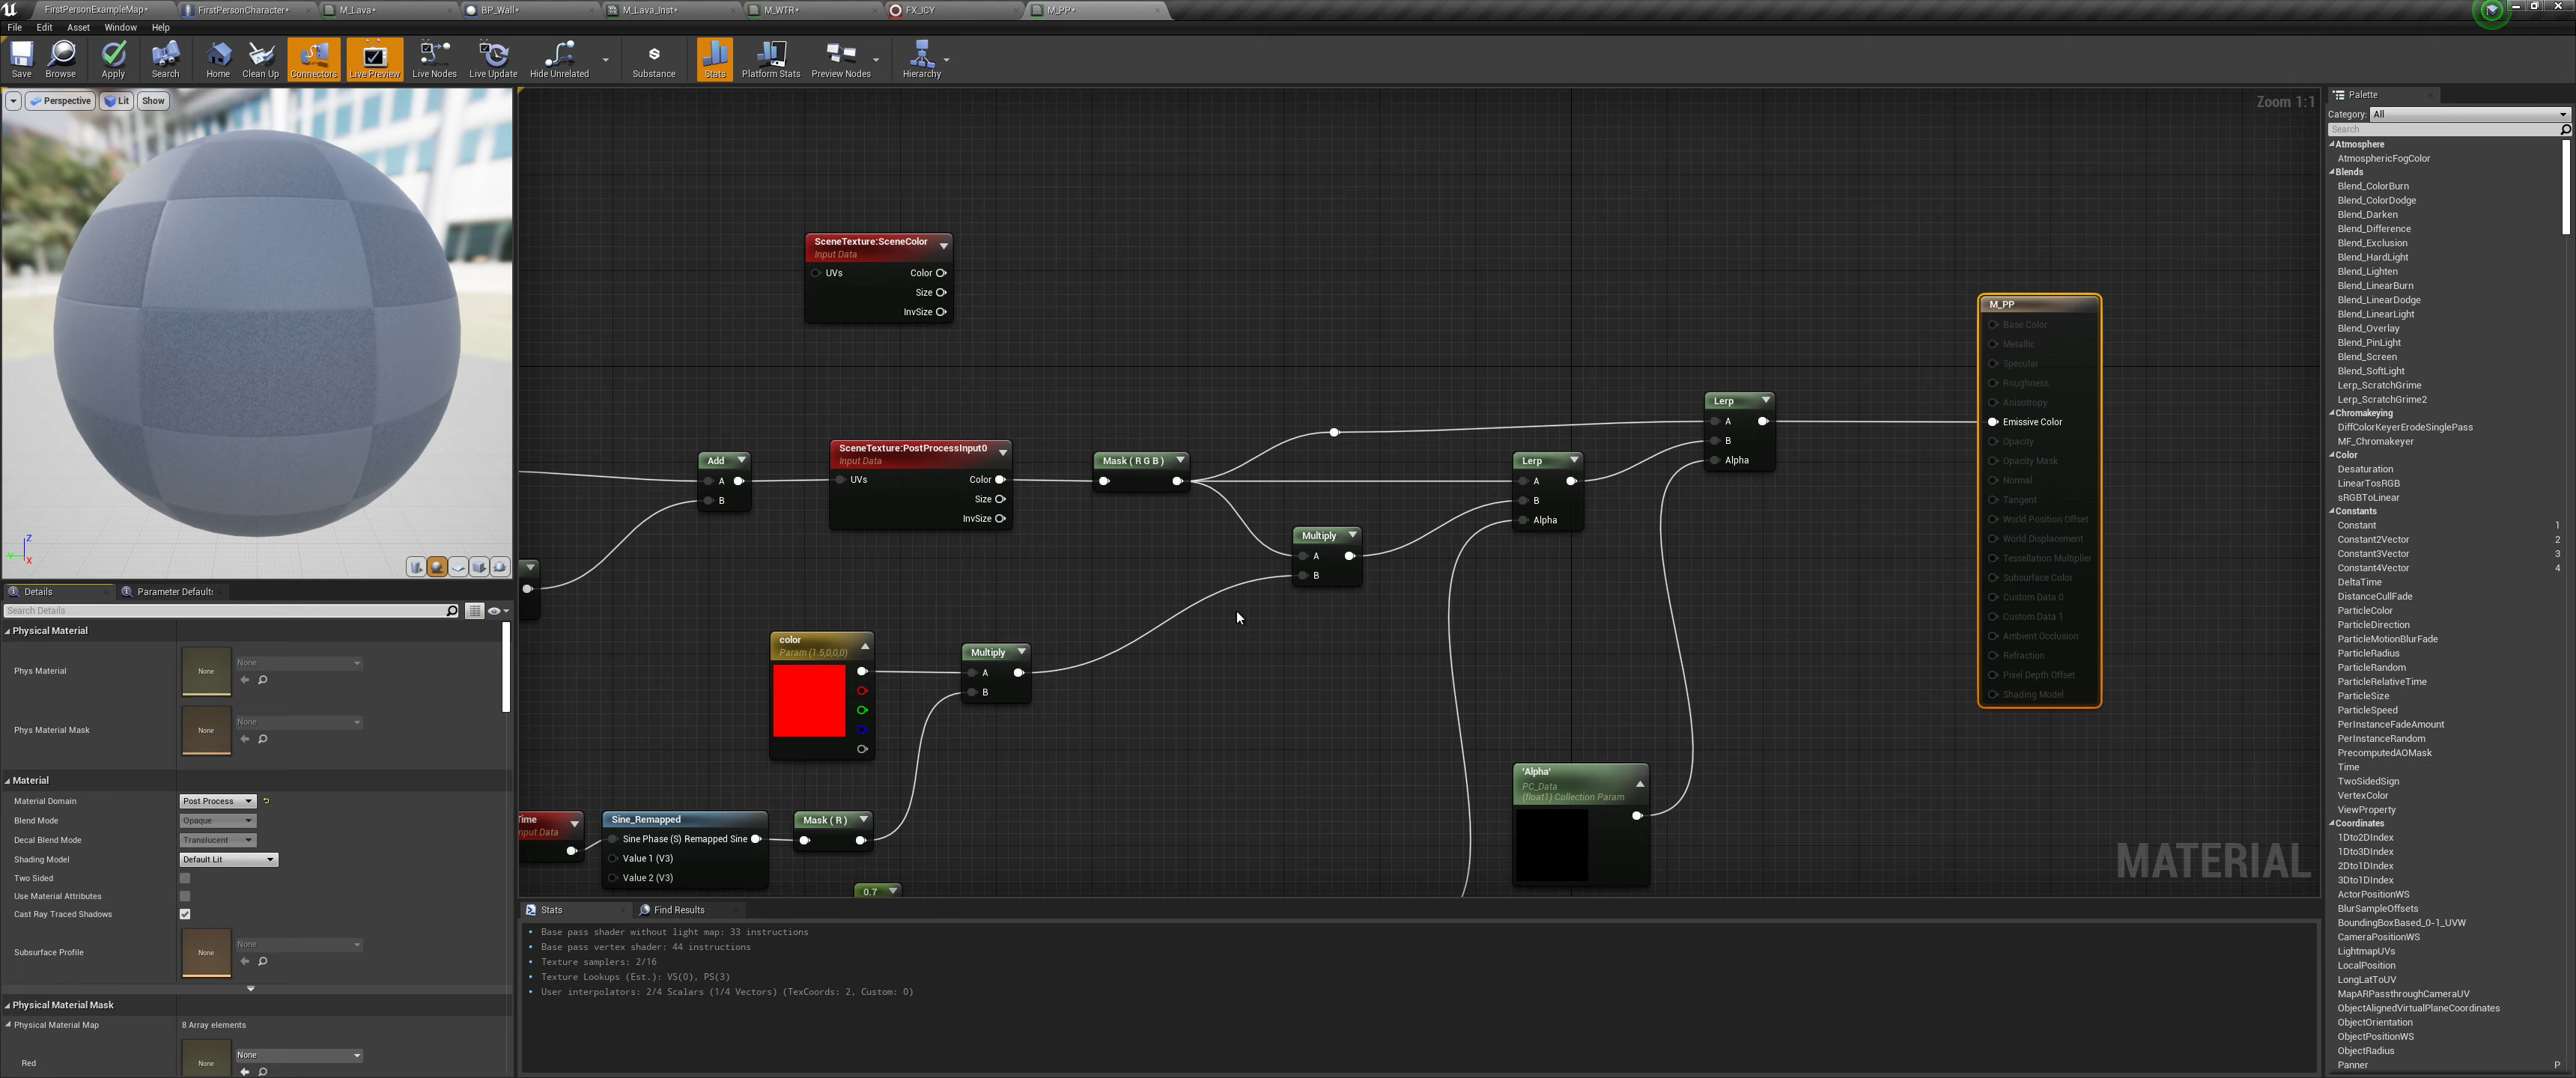 FirstPersonExampleMap*
FirstPersonCharacter*
M_Lava*
BP_Wall*
M_Lava_Inst*
M_WTR*
FX_ICY
M_PP*
File Edit Asset Window Help
Save
Browse
Apply
Search
Home
Clean Up
Connectors
Live Preview
Live Nodes
Live Update
Hide Unrelated
Substance
Stats
Platform Stats
Preview Nodes
Hierarchy
Perspective
Lit
Show
Z
Y
X
Details
Parameter Default
Search Details
Physical Material
Phys Material
None
None
Phys Material Mask
None
None
Material
Material Domain
Post Process
Blend Mode
Opaque
Decal Blend Mode
Translucent
Shading Model
Default Lit
Two Sided
Use Material Attributes
Cast Ray Traced Shadows
Subsurface Profile
None
None
Physical Material Mask
Physical Material Map
8 Array elements
Red
None
None
Zoom 1:1
SceneTexture:SceneColor
Input Data
UVs
Color
Size
InvSize
Add
A
B
SceneTexture:PostProcessInput0
Input Data
UVs
Color
Size
InvSize
Mask ( R G B )
Multiply
A
B
Lerp
A
B
Alpha
Lerp
A
B
Alpha
M_PP
Base Color
Metallic
Specular
Roughness
Anisotropy
Emissive Color
Opacity
Opacity Mask
Normal
Tangent
World Position Offset
World Displacement
Tessellation Multiplier
Subsurface Color
Custom Data 0
Custom Data 1
Ambient Occlusion
Refraction
Pixel Depth Offset
Shading Model
color
Param (1.5,0,0,0)
Multiply
A
B
Time
Input Data
Sine_Remapped
Sine Phase (S) Remapped Sine
Value 1 (V3)
Value 2 (V3)
Mask ( R )
0.7
'Alpha'
PC_Data
(float1) Collection Param
MATERIAL
Stats
Find Results
Base pass shader without light map: 33 instructions
Base pass vertex shader: 44 instructions
Texture samplers: 2/16
Texture Lookups (Est.): VS(0), PS(3)
User interpolators: 2/4 Scalars (1/4 Vectors) (TexCoords: 2, Custom: 0)
Palette
Category: All
Search
Atmosphere
AtmosphericFogColor
Blends
Blend_ColorBurn
Blend_ColorDodge
Blend_Darken
Blend_Difference
Blend_Exclusion
Blend_HardLight
Blend_Lighten
Blend_LinearBurn
Blend_LinearDodge
Blend_LinearLight
Blend_Overlay
Blend_PinLight
Blend_Screen
Blend_SoftLight
Lerp_ScratchGrime
Lerp_ScratchGrime2
Chromakeying
DiffColorKeyerErodeSinglePass
MF_Chromakeyer
Color
Desaturation
LinearTosRGB
sRGBToLinear
Constants
Constant 1
Constant2Vector 2
Constant3Vector 3
Constant4Vector 4
DeltaTime
DistanceCullFade
ParticleColor
ParticleDirection
ParticleMotionBlurFade
ParticleRadius
ParticleRandom
ParticleRelativeTime
ParticleSize
ParticleSpeed
PerInstanceFadeAmount
PerInstanceRandom
PrecomputedAOMask
Time
TwoSidedSign
VertexColor
ViewProperty
Coordinates
1Dto2DIndex
1Dto3DIndex
2Dto1DIndex
3Dto1DIndex
ActorPositionWS
BlurSampleOffsets
BoundingBoxBased_0-1_UVW
CameraPositionWS
LightmapUVs
LocalPosition
LongLatToUV
MapARPassthroughCameraUV
ObjectAlignedVirtualPlaneCoordinates
ObjectOrientation
ObjectPositionWS
ObjectRadius
Panner P